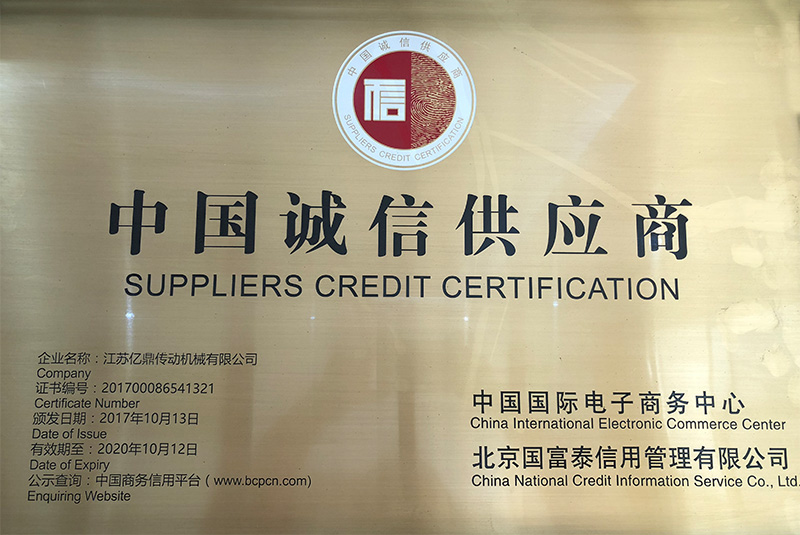 中国诚信供应商
信
SUPPLIERS CREDIT CERTIFICATION
中国诚信供应商
SUPPLIERS CREDIT CERTIFICATION
企业名称：江苏亿鼎传动机械有限公司
Company
证书编号：201700086541321
Certificate Number
颁发日期：2017年10月13日
Date of Issue
有效期至：2020年10月12日
Date of Expiry
公示查询：中国商务信用平台（www.bcpcn.com）
Enquiring Website
中国国际电子商务中心
China International Electronic Commerce Center
北京国富泰信用管理有限公司
China National Credit Information Service Co., Ltd.